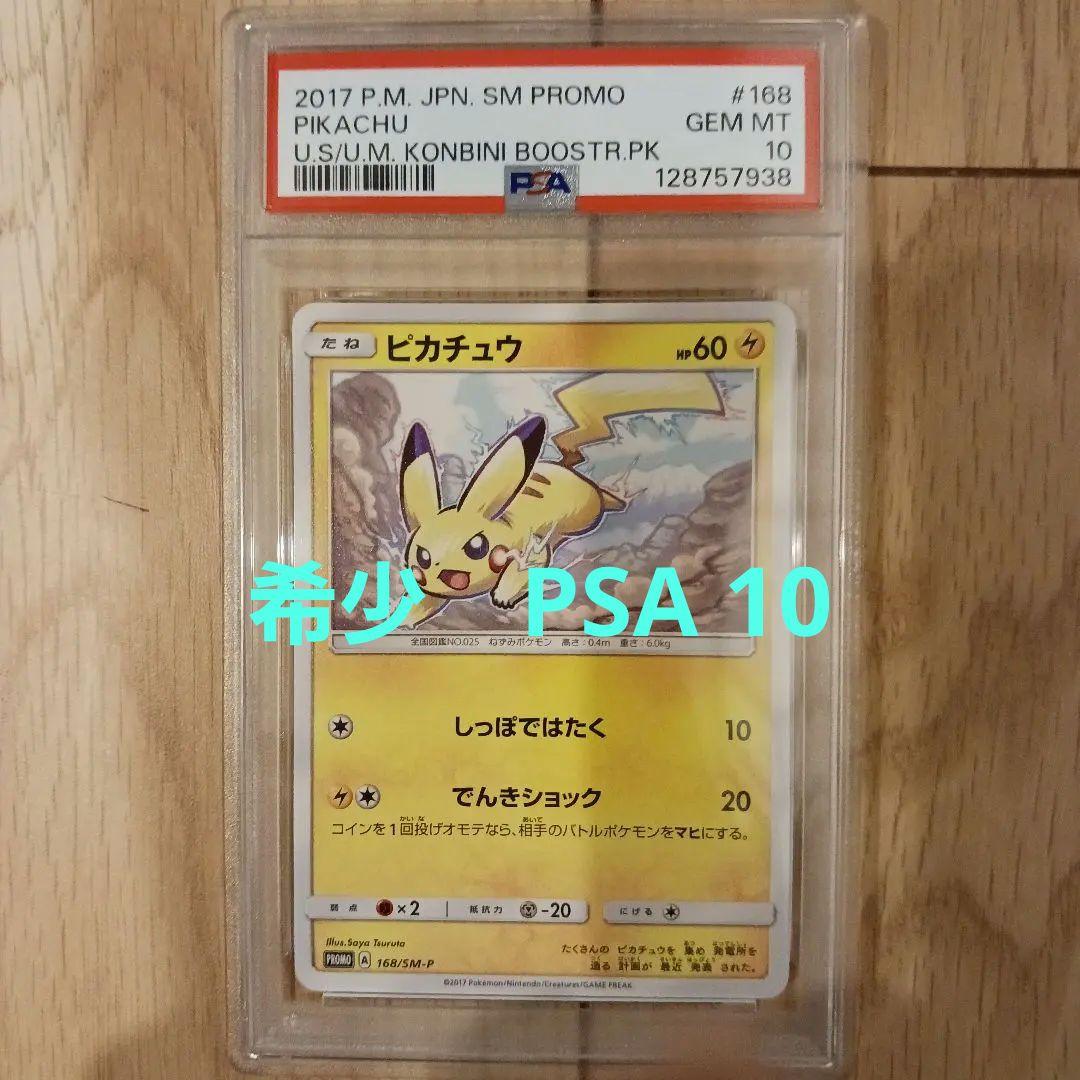 2017 P.M. JPN. SM PROMO #168
PIKACHU GEM MT
U.S/U.M. KONBINI BOOSTR.PK 10
PSA 128757938
たね ピカチュウ HP60
希少 PSA 10
全国図鑑NO.025 ねずみポケモン 高さ:0.4m 重さ:6.0kg
しっぽではたく 10
でんきショック 20
コインを1回投げオモテなら、相手のバトルポケモンをマヒにする。
弱点 ×2 抵抗力 -20 にげる
Illus.Saya Tsuruta
PROMO A 168/SM-P
たくさんの ピカチュウを 集め 発電所を
造る 計画が 最近 発表 された。
©2017 Pokémon/Nintendo/Creatures/GAME FREAK